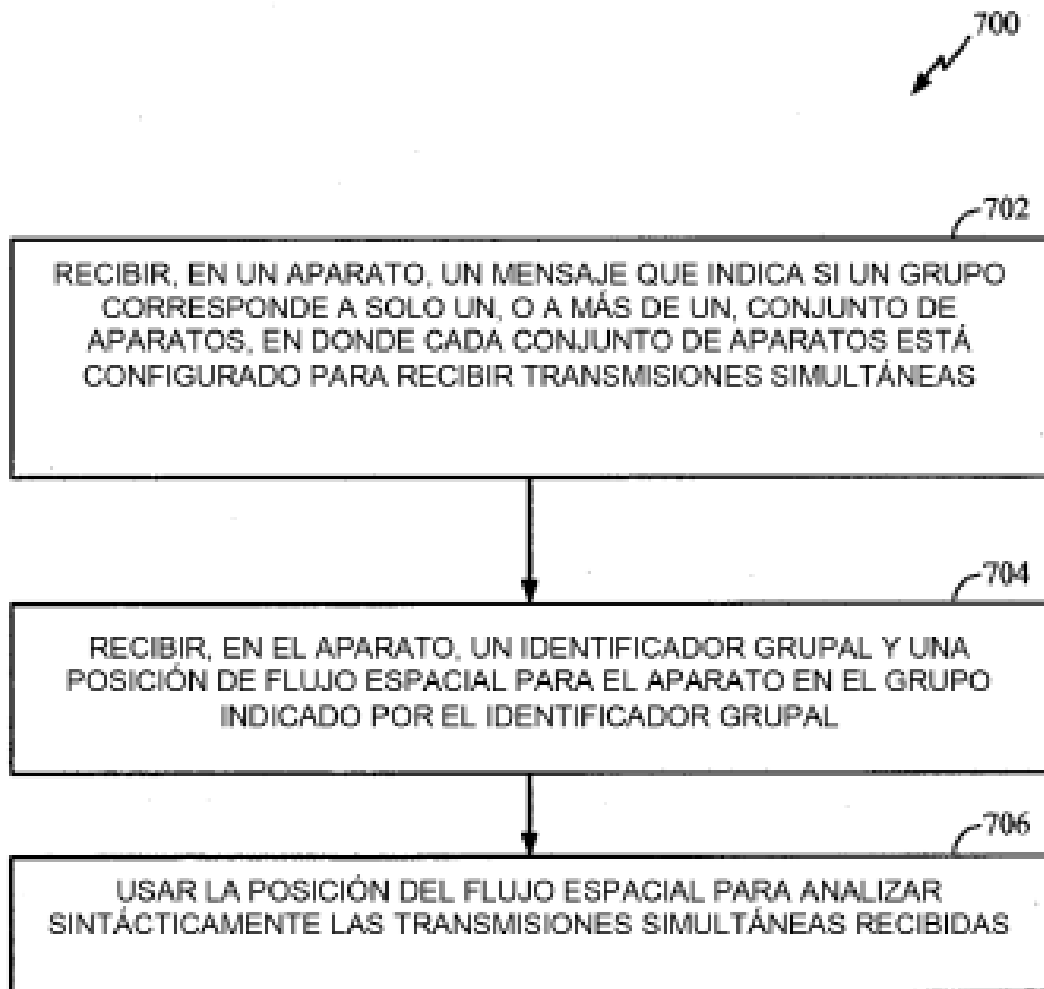 700
702
RECIBIR, EN UN APARATO, UN MENSAJE QUE INDICA SI UN GRUPO
CORRESPONDE A SOLO UN, O A MÁS DE UN, CONJUNTO DE
APARATOS, EN DONDE CADA CONJUNTO DE APARATOS ESTÁ
CONFIGURADO PARA RECIBIR TRANSMISIONES SIMULTÁNEAS
704
RECIBIR, EN EL APARATO, UN IDENTIFICADOR GRUPAL Y UNA
POSICIÓN DE FLUJO ESPACIAL PARA EL APARATO EN EL GRUPO
INDICADO POR EL IDENTIFICADOR GRUPAL
706
USAR LA POSICIÓN DEL FLUJO ESPACIAL PARA ANALIZAR
SINTÁCTICAMENTE LAS TRANSMISIONES SIMULTÁNEAS RECIBIDAS